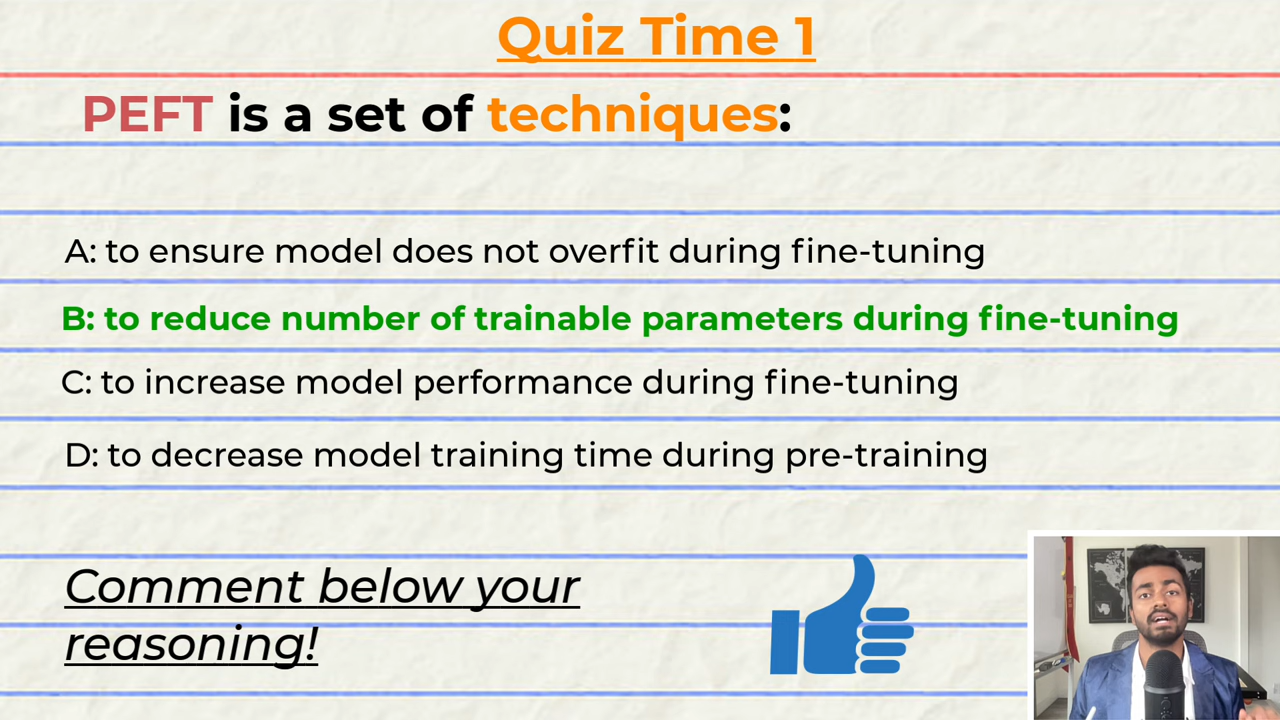 Quiz Time 1
PEFT is a set of techniques:
A: to ensure model does not overfit during fine-tuning
B: to reduce number of trainable parameters during fine-tuning
C: to increase model performance during fine-tuning
D: to decrease model training time during pre-training
Comment below your
reasoning!